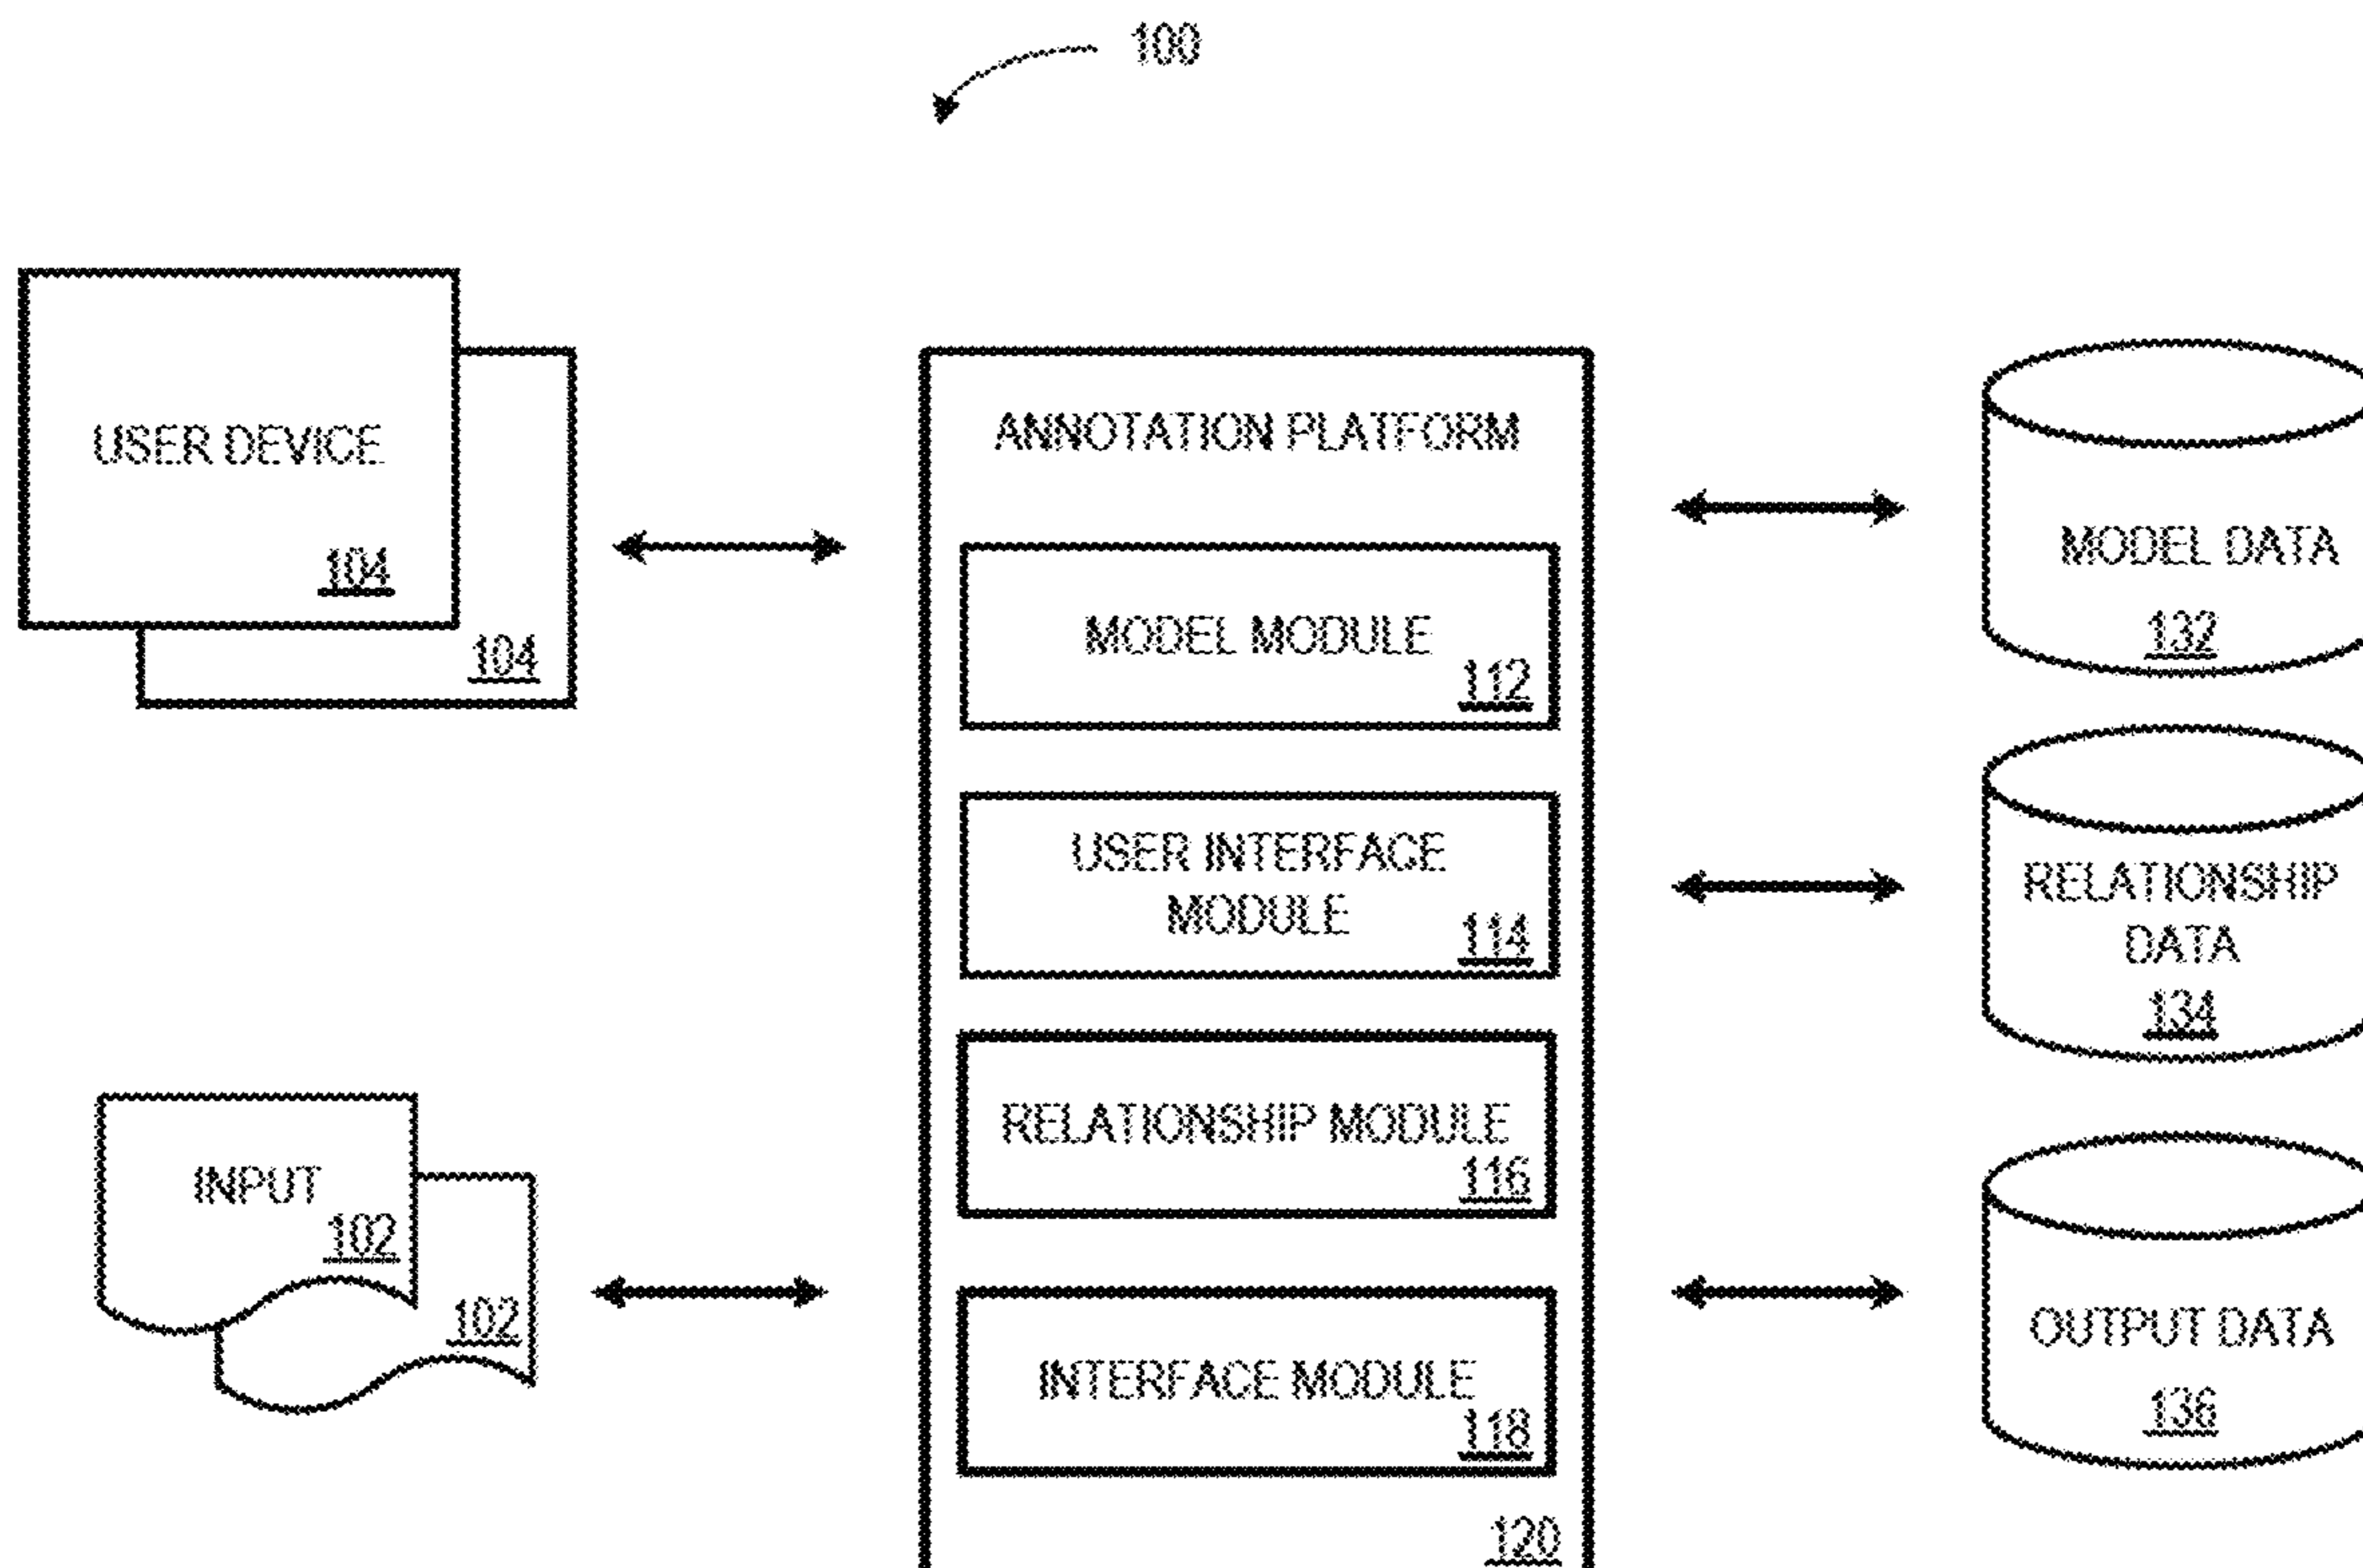 100
USER DEVICE
104
104
INPUT
102
102
ANNOTATION PLATFORM
MODEL MODULE
112
USER INTERFACE
MODULE
114
RELATIONSHIP MODULE
116
INTERFACE MODULE
118
120
MODEL DATA
132
RELATIONSHIP
DATA
134
OUTPUT DATA
136